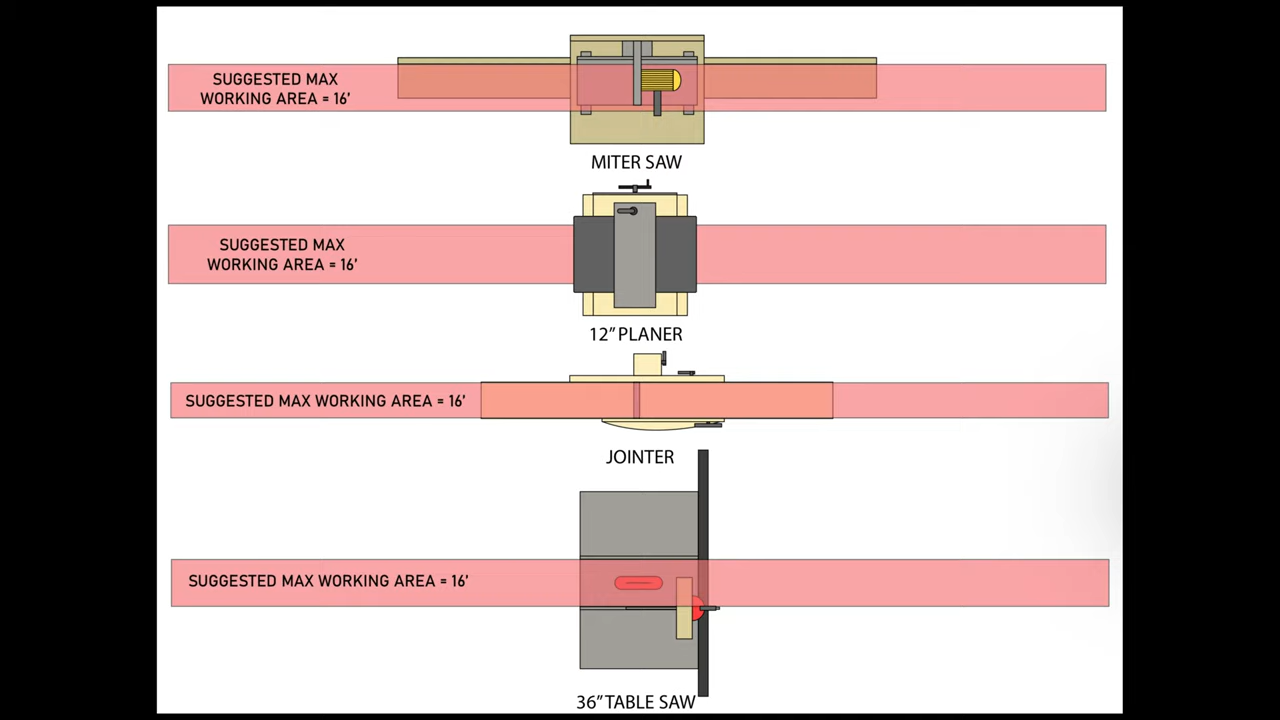 SUGGESTED MAX
WORKING AREA = 16'
MITER SAW
SUGGESTED MAX
WORKING AREA = 16'
12" PLANER
SUGGESTED MAX WORKING AREA = 16'
JOINTER
SUGGESTED MAX WORKING AREA = 16'
36" TABLE SAW